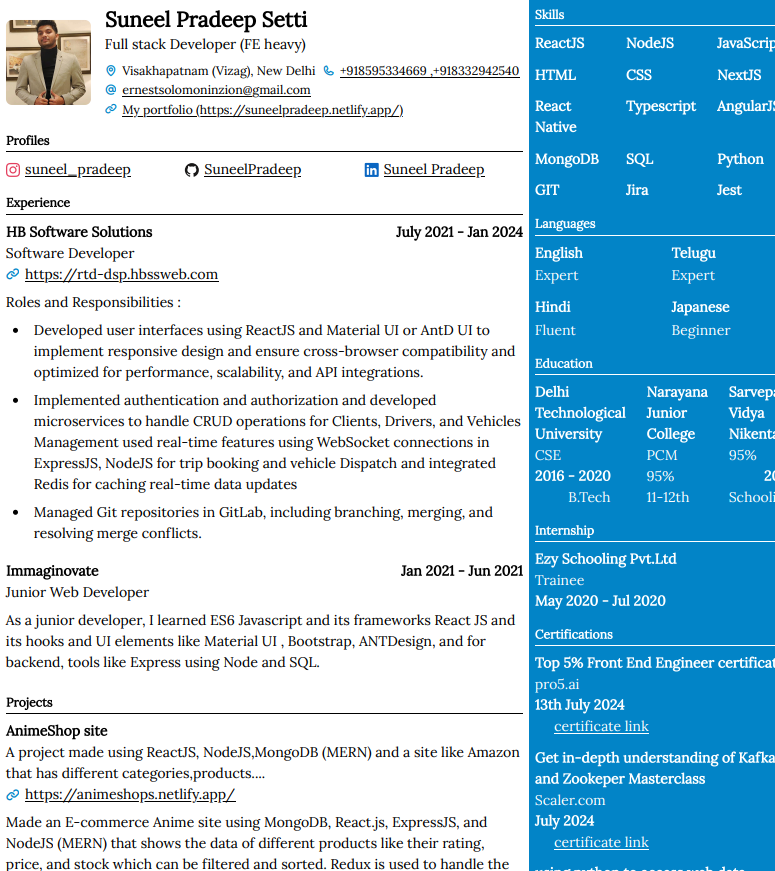 Suneel Pradeep Setti
Full stack Developer (FE heavy)
Visakhapatnam (Vizag), New Delhi +918595334669 ,+918332942540
ernestsolomoninzion@gmail.com
My portfolio (https://suneelpradeep.netlify.app/)
Profiles
suneel_pradeep SuneelPradeep Suneel Pradeep
Experience
HB Software Solutions July 2021 - Jan 2024
Software Developer
https://rtd-dsp.hbssweb.com
Roles and Responsibilities :
• Developed user interfaces using ReactJS and Material UI or AntD UI to
implement responsive design and ensure cross-browser compatibility and
optimized for performance, scalability, and API integrations.
• Implemented authentication and authorization and developed
microservices to handle CRUD operations for Clients, Drivers, and Vehicles
Management used real-time features using WebSocket connections in
ExpressJS, NodeJS for trip booking and vehicle Dispatch and integrated
Redis for caching real-time data updates
• Managed Git repositories in GitLab, including branching, merging, and
resolving merge conflicts.
Immaginovate Jan 2021 - Jun 2021
Junior Web Developer
As a junior developer, I learned ES6 Javascript and its frameworks React JS and
its hooks and UI elements like Material UI , Bootstrap, ANTDesign, and for
backend, tools like Express using Node and SQL.
Projects
AnimeShop site
A project made using ReactJS, NodeJS,MongoDB (MERN) and a site like Amazon
that has different categories,products....
https://animeshops.netlify.app/
Made an E-commerce Anime site using MongoDB, React.js, ExpressJS, and
NodeJS (MERN) that shows the data of different products like their rating,
price, and stock which can be filtered and sorted. Redux is used to handle the
Skills
ReactJS NodeJS JavaScrip
HTML CSS NextJS
React Typescript AngularJS
Native
MongoDB SQL Python
GIT Jira Jest
Languages
English Telugu
Expert Expert
Hindi Japanese
Fluent Beginner
Education
Delhi Narayana Sarvepa
Technological Junior Vidya
University College Nikenta
CSE PCM 95%
2016 - 2020 95% 20
B.Tech 11-12th Schooli
Internship
Ezy Schooling Pvt.Ltd
Trainee
May 2020 - Jul 2020
Certifications
Top 5% Front End Engineer certificat
pro5.ai
13th July 2024
certificate link
Get in-depth understanding of Kafka
and Zookeper Masterclass
Scaler.com
July 2024
certificate link
using python to access web data